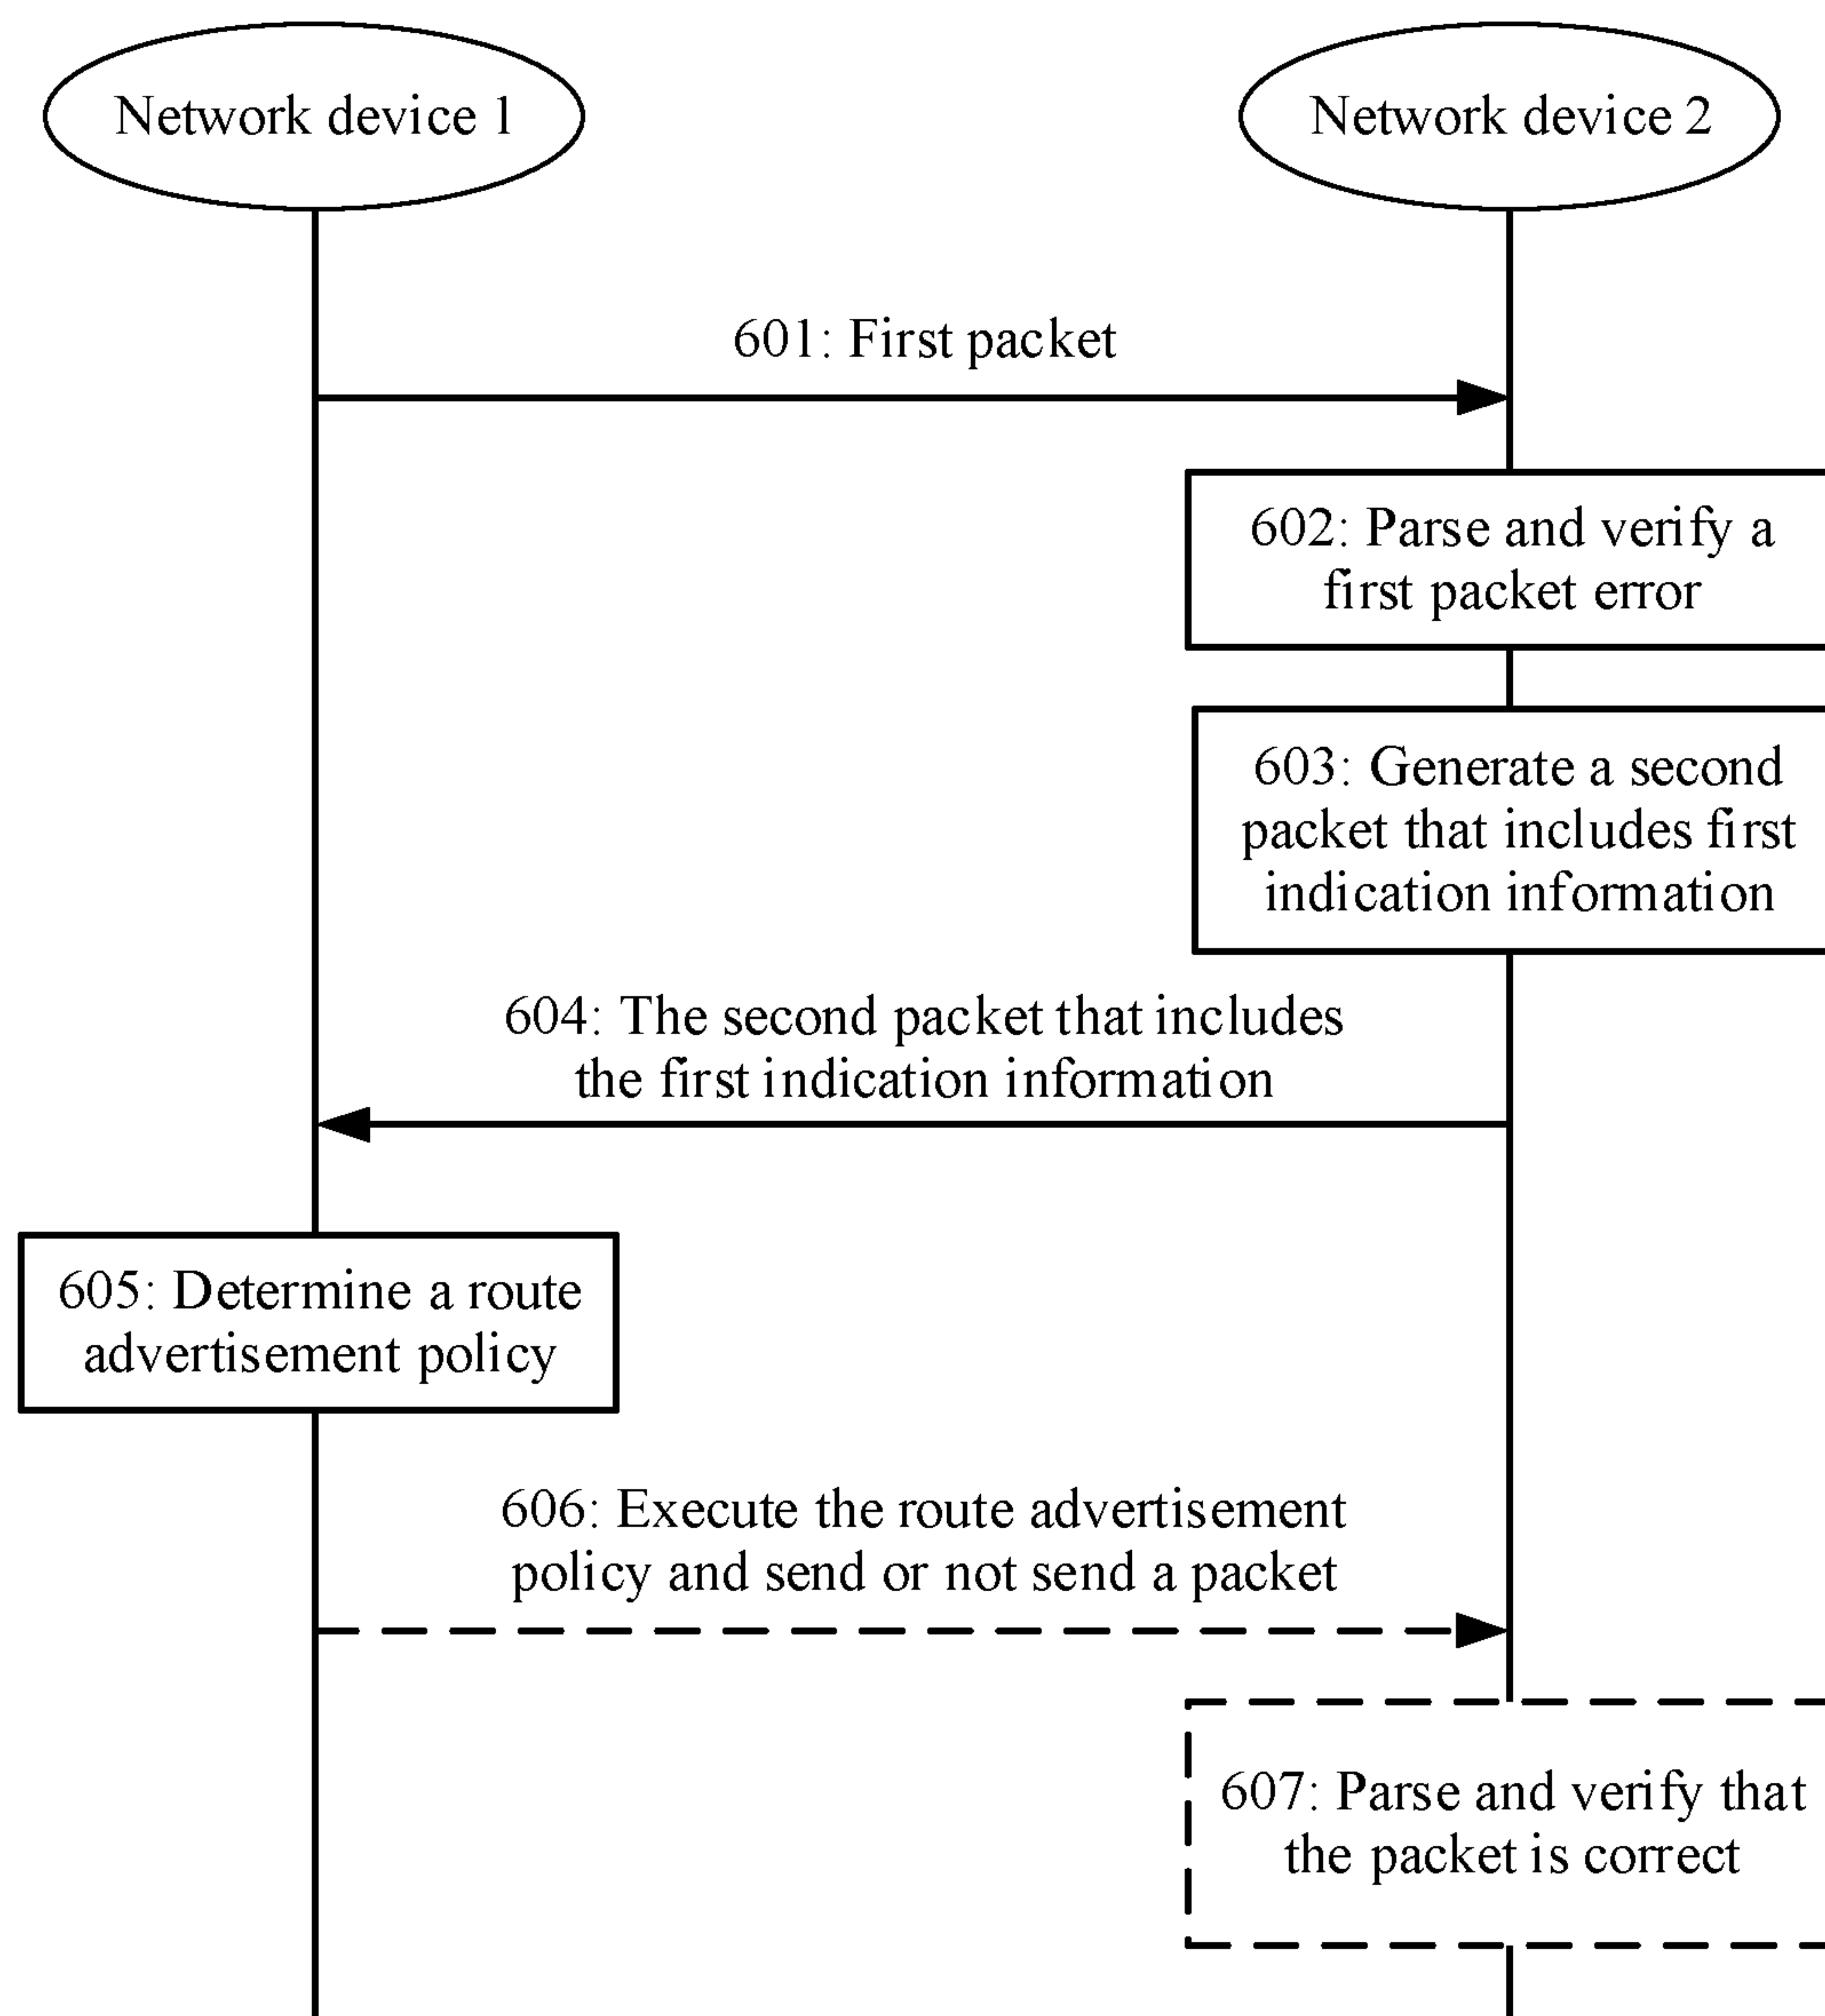 Network device 1
Network device 2
601: First packet
602: Parse and verify a
first packet error
603: Generate a second
packet that includes first
indication information
604: The second packet that includes
the first indication information
605: Determine a route
advertisement policy
606: Execute the route advertisement
policy and send or not send a packet
607: Parse and verify that
the packet is correct